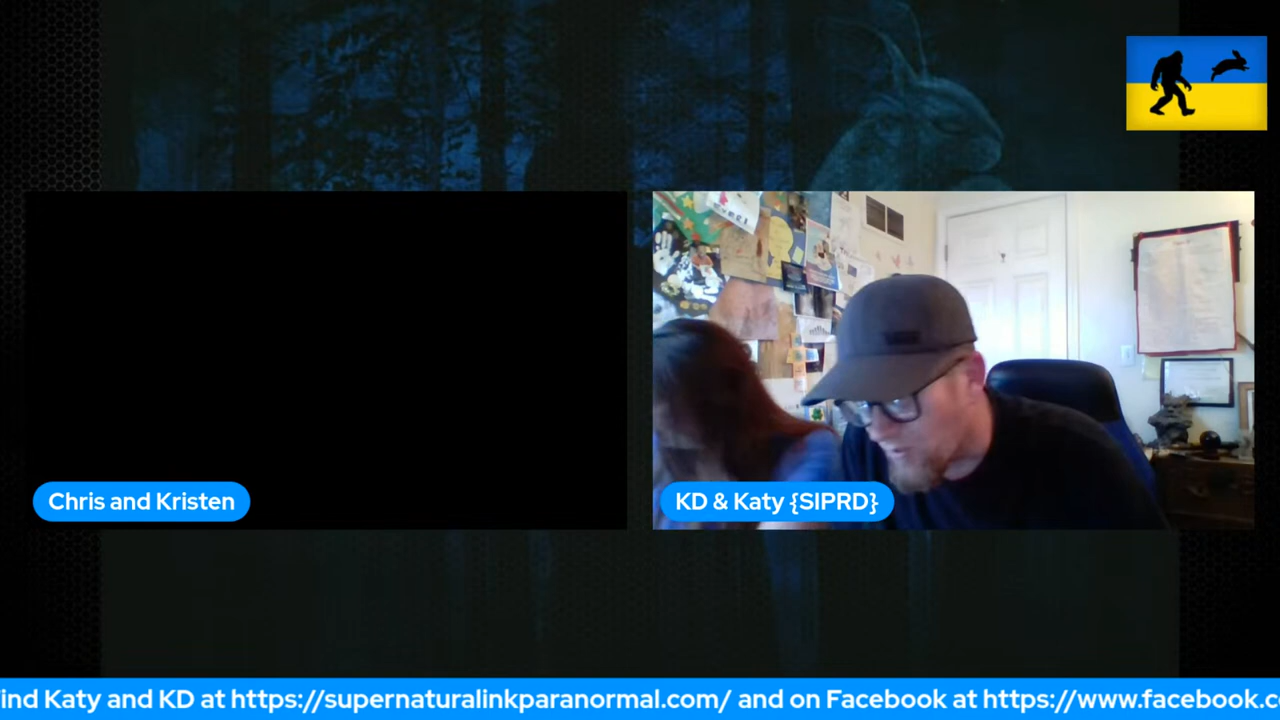 Chris and Kristen
KD & Katy {SIPRD}
ind Katy and KD at https://supernaturalinkparanormal.com/ and on Facebook at https://www.facebook.c